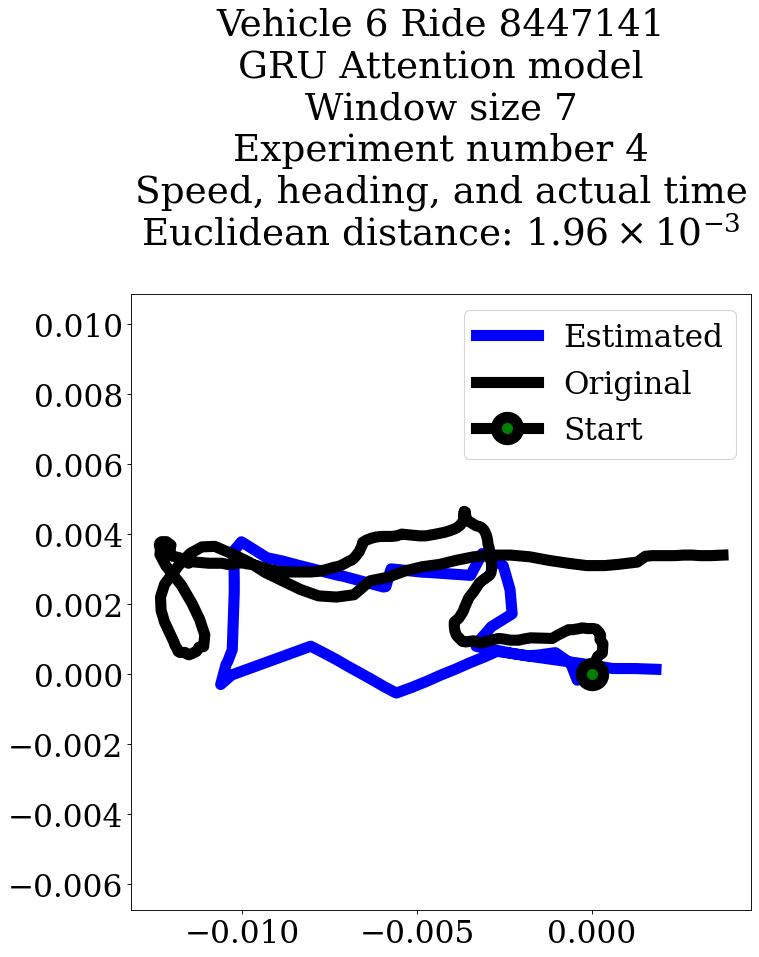 Vehicle 6 Ride 8447141
GRU Attention model
Window size 7
Experiment number 4
Speed, heading, and actual time
Euclidean distance: 1.96 × 10⁻³
Estimated
Original
Start
0.010
0.008
0.006
0.004
0.002
0.000
−0.002
−0.004
−0.006
−0.010
−0.005
0.000